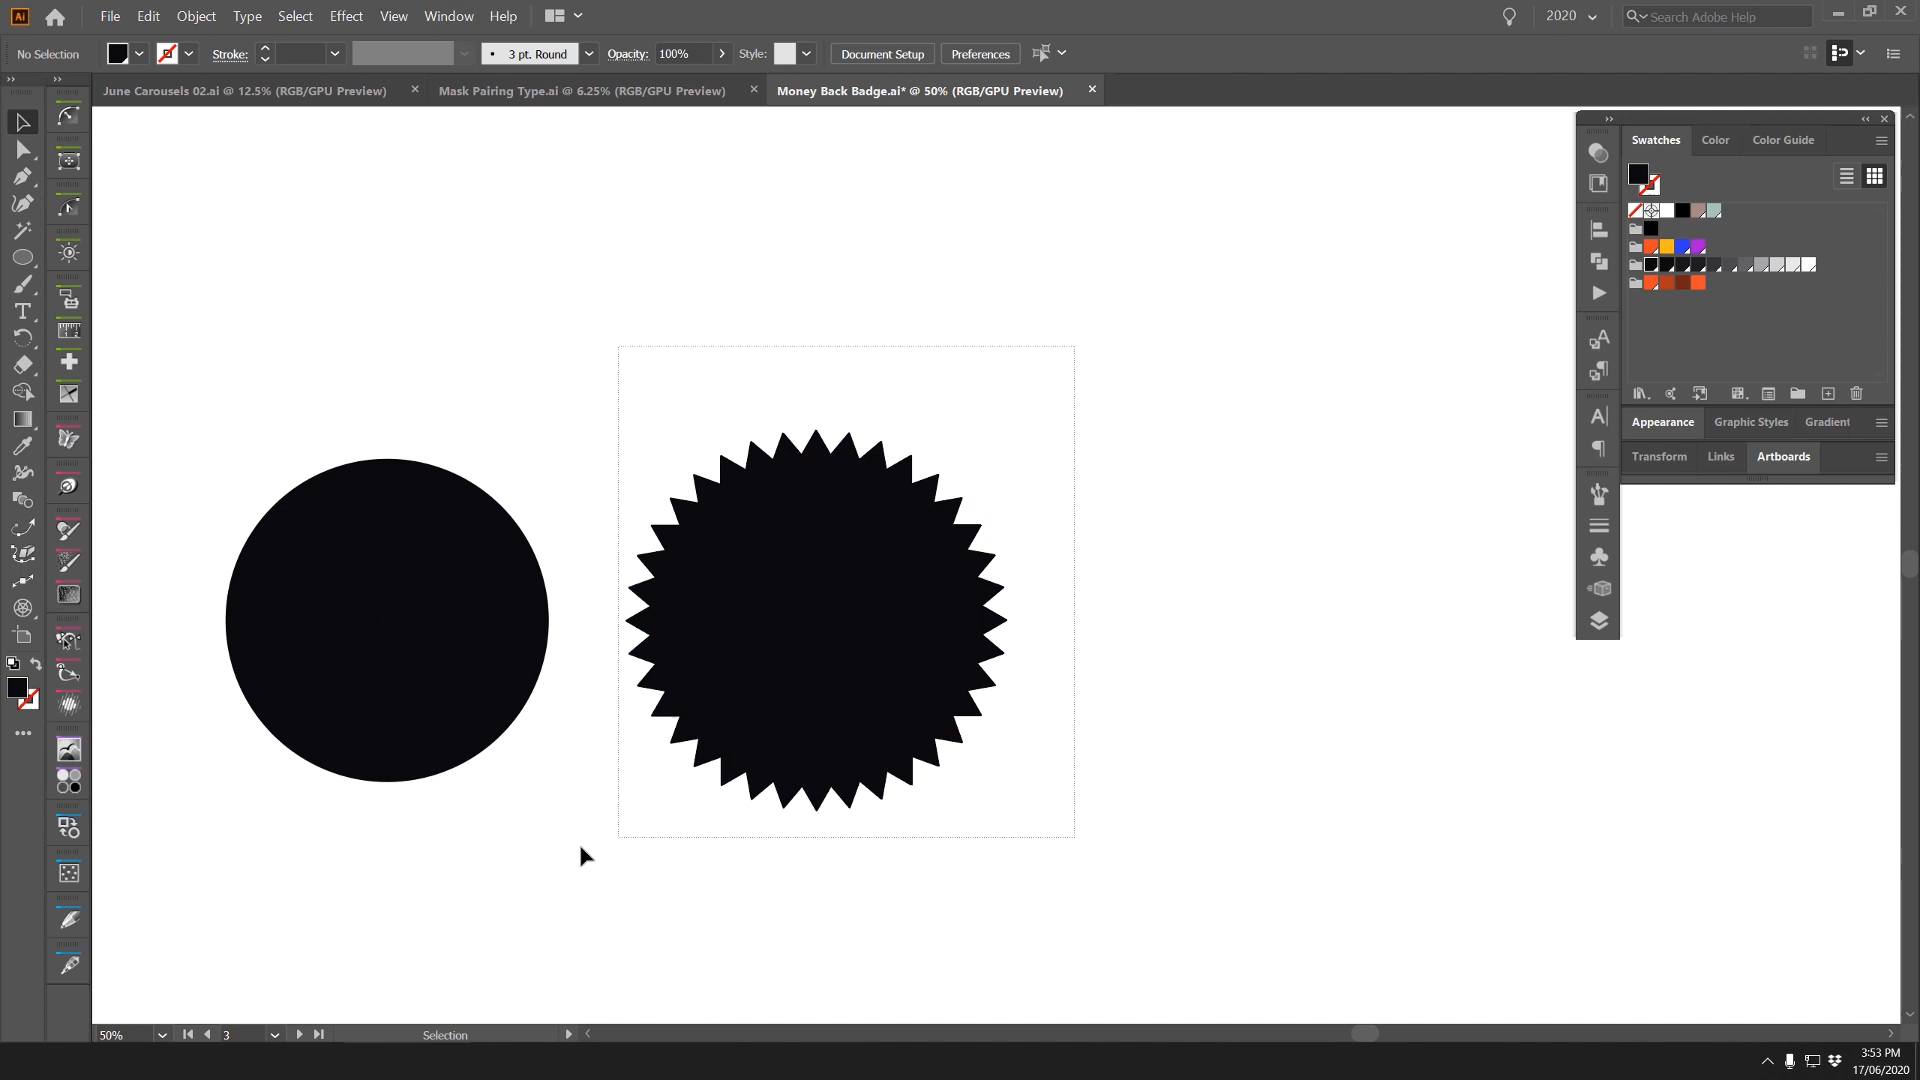 Ai File Edit Object Type Select Effect View Window Help 2020 Search Adobe Help
No Selection Stroke: 3 pt. Round Opacity: 100% Style: Document Setup Preferences
June Carousels 02.ai @ 12.5% (RGB/GPU Preview) Mask Pairing Type.ai @ 6.25% (RGB/GPU Preview) Money Back Badge.ai* @ 50% (RGB/GPU Preview)
Swatches Color Color Guide
Appearance Graphic Styles Gradient
Transform Links Artboards
50% 3 Selection
3:53 PM
17/06/2020